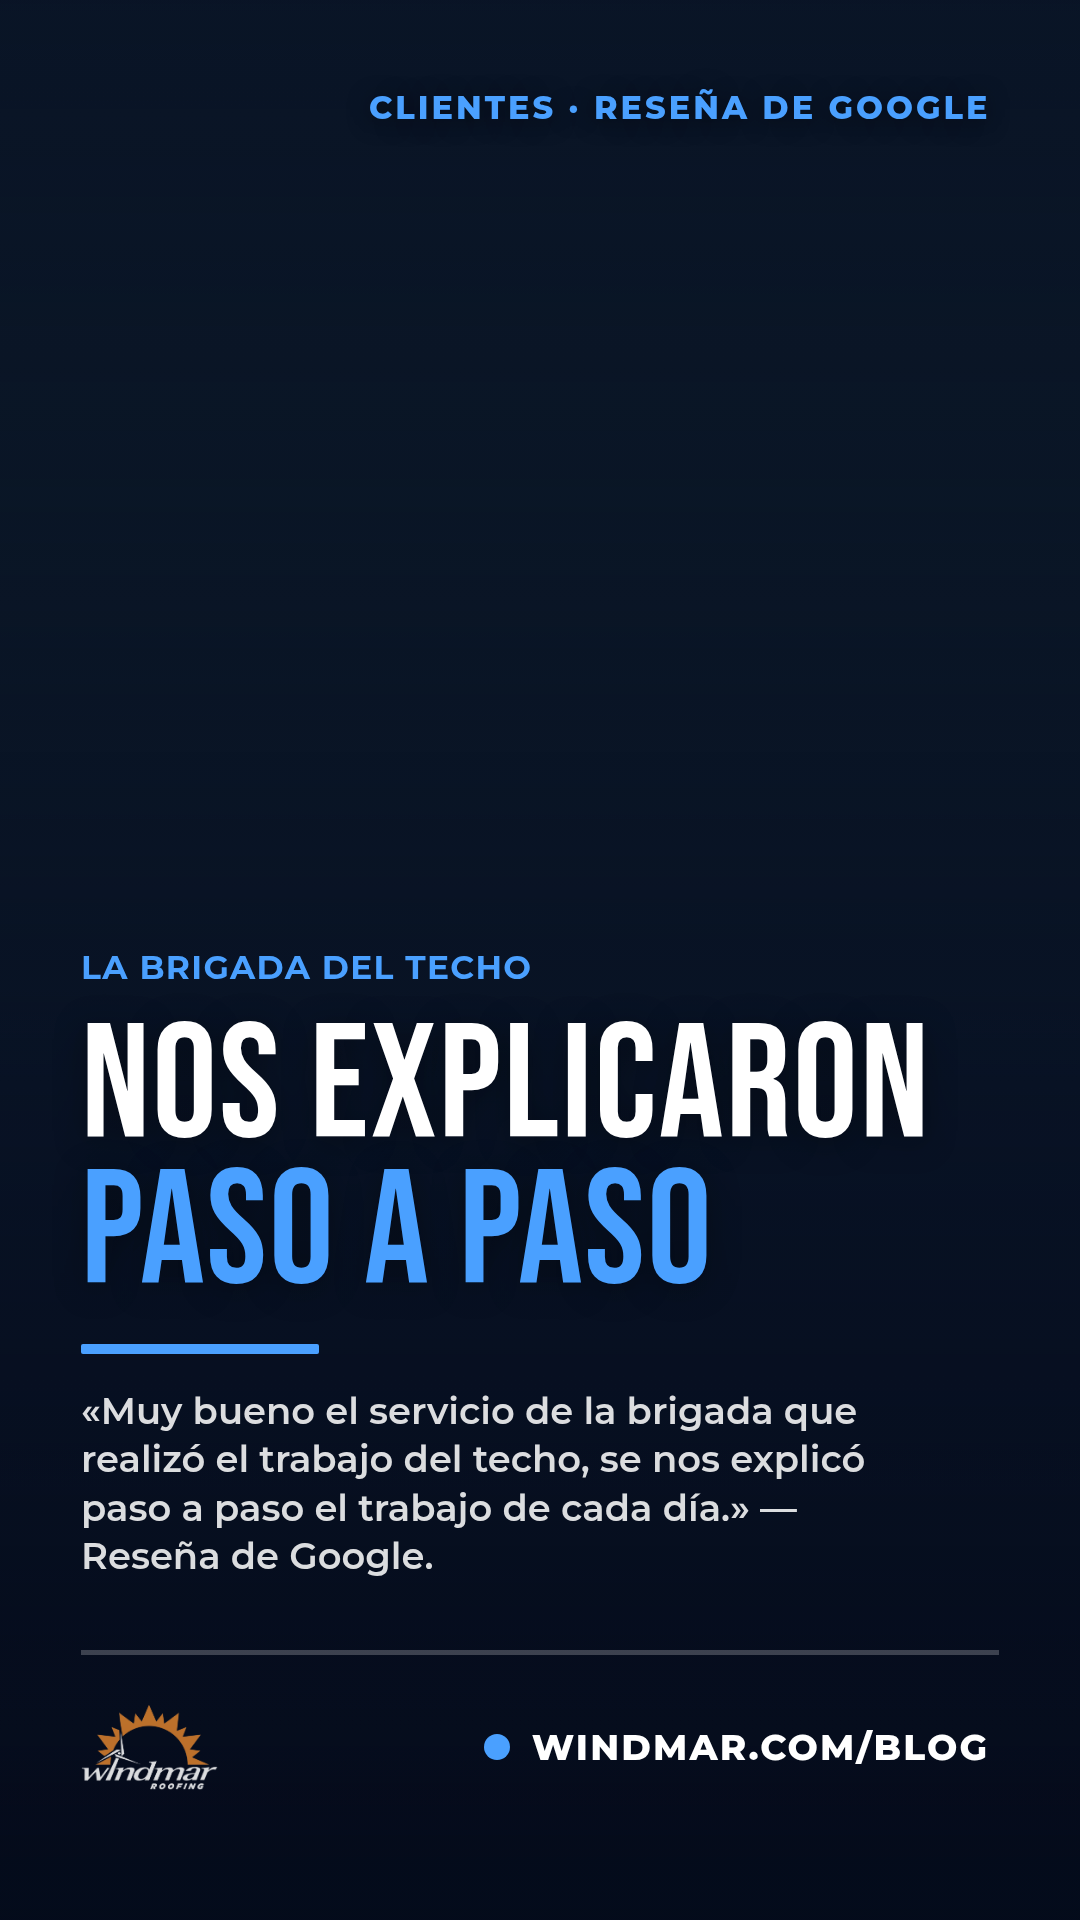 CLIENTES · RESEÑA DE GOOGLE
LA BRIGADA DEL TECHO
NOS EXPLICARON
PASO A PASO
«Muy bueno el servicio de la brigada que
realizó el trabajo del techo, se nos explicó
paso a paso el trabajo de cada día.» —
Reseña de Google.
windmar
ROOFING
WINDMAR.COM/BLOG